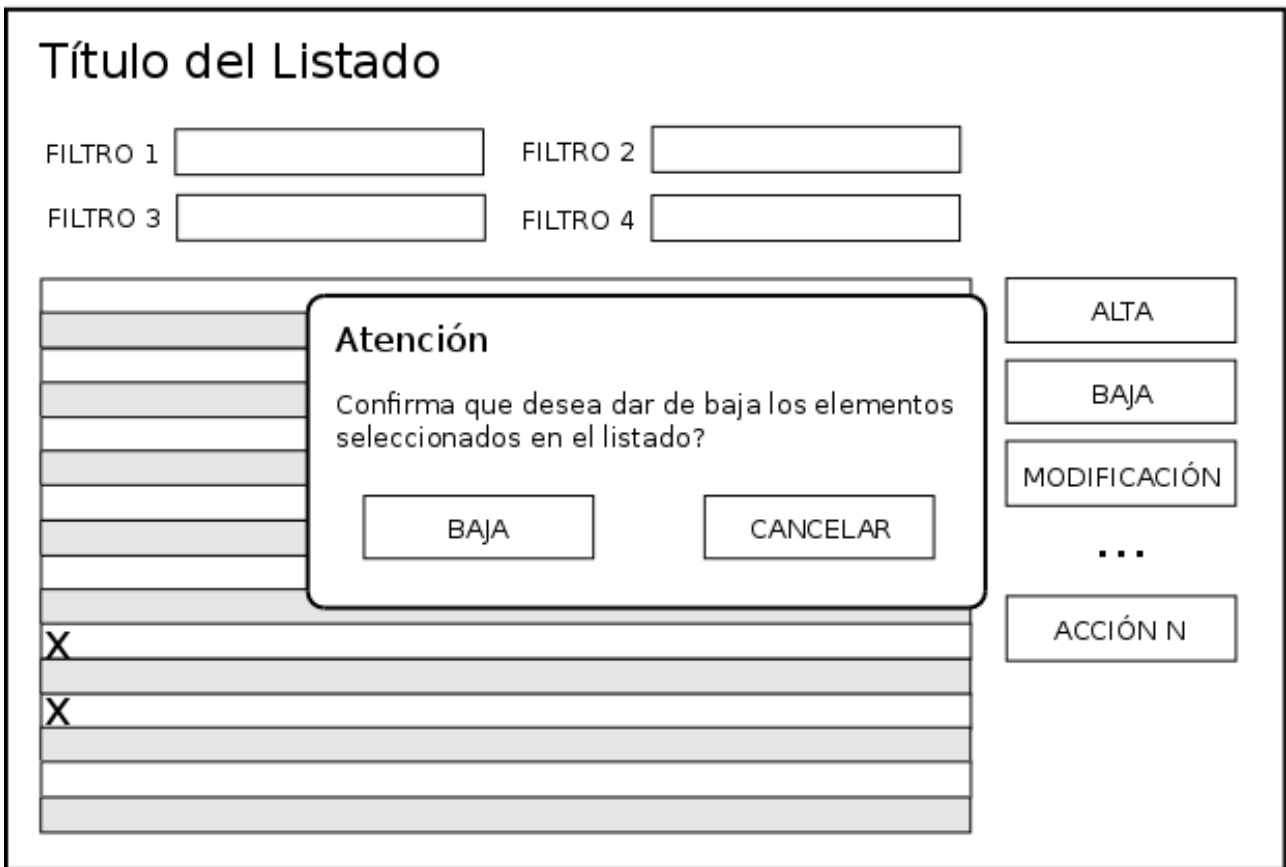 Título del Listado
FILTRO 1
FILTRO 2
FILTRO 3
FILTRO 4
Atención
Confirma que desea dar de baja los elementos
seleccionados en el listado?
BAJA
CANCELAR
X
X
ALTA
BAJA
MODIFICACIÓN
...
ACCIÓN N